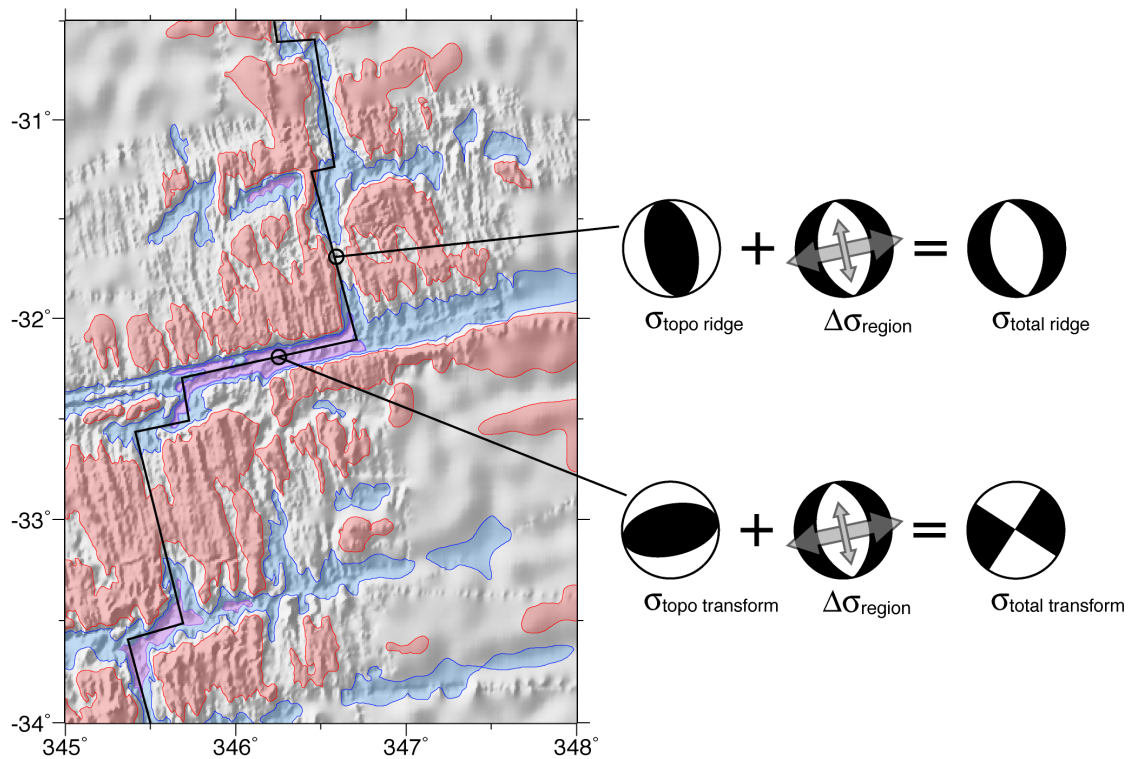 -31°
-32°
-33°
-34°
345° 346° 347° 348°
+ =
σtopo ridge Δσregion σtotal ridge
+ =
σtopo transform Δσregion σtotal transform